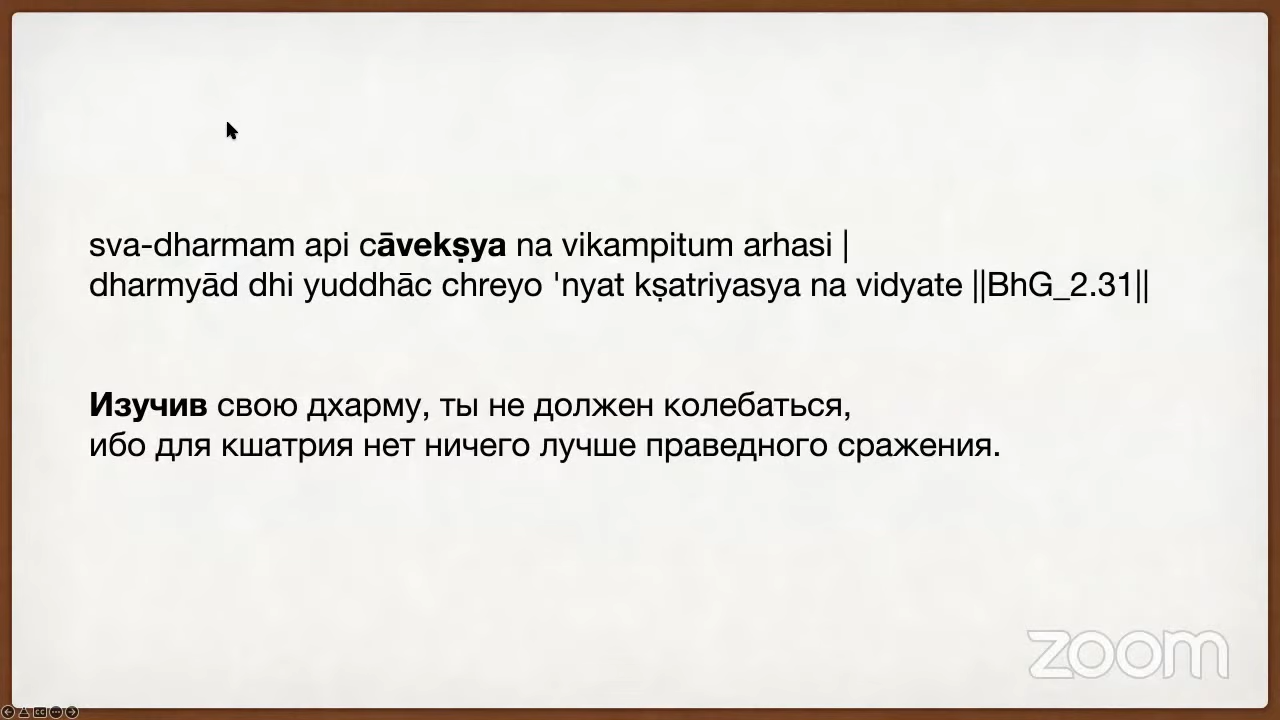 sva-dharmam api cāvekṣya na vikampitum arhasi |
dharmyād dhi yuddhāc chreyo 'nyat kṣatriyasya na vidyate ||BhG_2.31||
Изучив свою дхарму, ты не должен колебаться,
ибо для кшатрия нет ничего лучше праведного сражения.
zoom